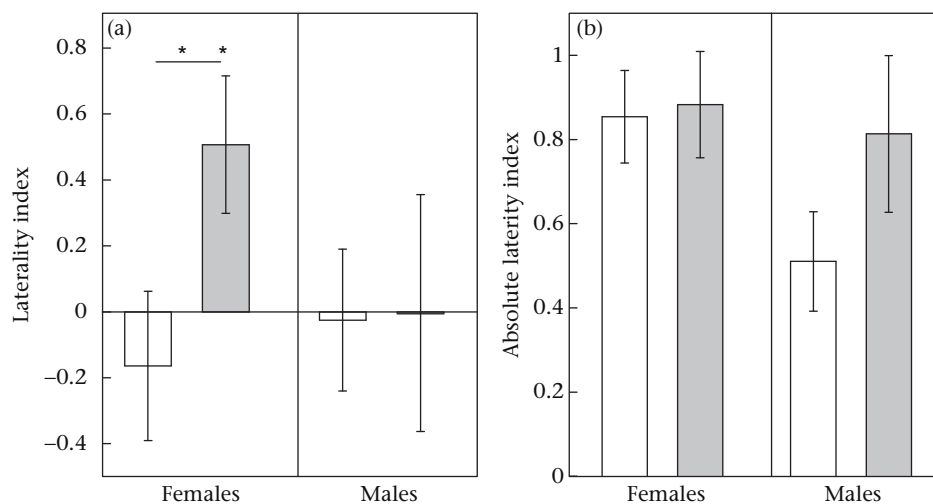 (a)
* *
0.8
0.6
0.4
0.2
0
–0.2
–0.4
Laterality index
Females
Males
(b)
1
0.8
0.6
0.4
0.2
0
Absolute laterity index
Females
Males